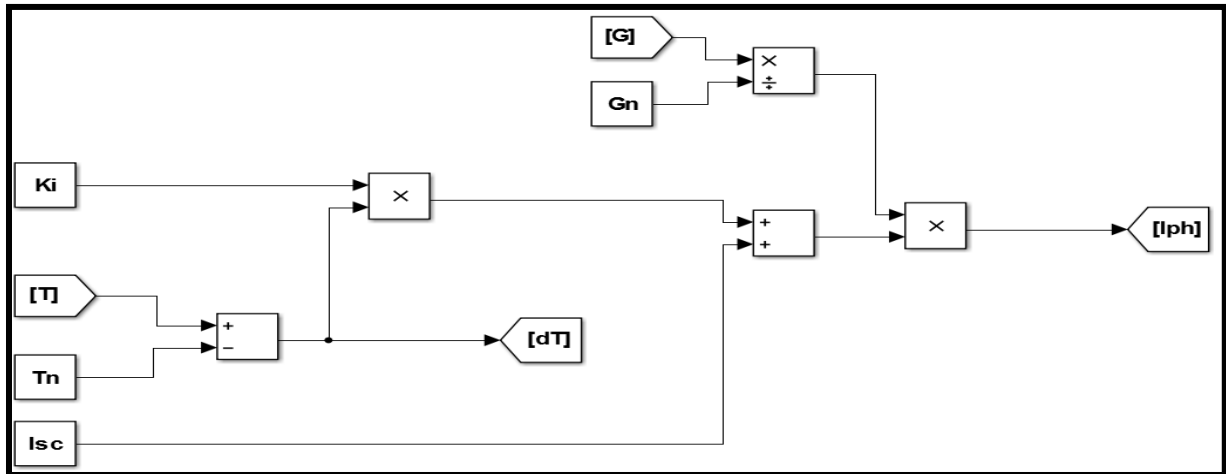 [G]
×
÷
Gn
Ki
×
+
+
×
[Iph]
[T]
+
−
[dT]
Tn
Isc